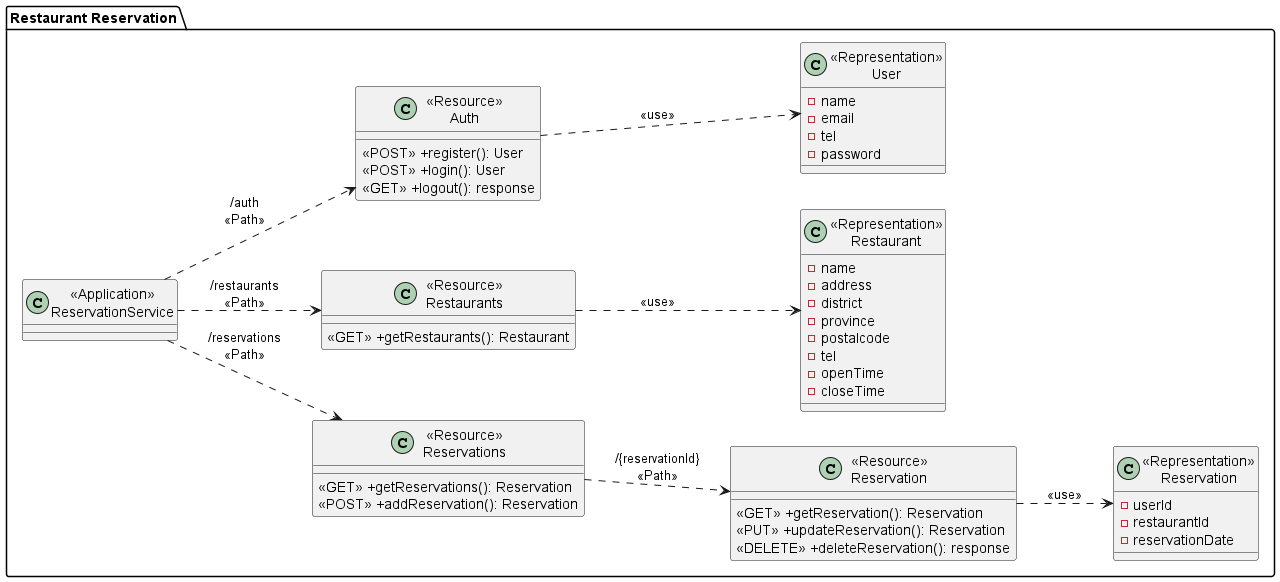 Restaurant Reservation
«Representation»
User
name
email
tel
password
«Resource»
Auth
«POST» +register(): User
«POST» +login(): User
«GET» +logout(): response
«use»
/auth
«Path»
«Representation»
Restaurant
name
address
district
province
postalcode
tel
openTime
closeTime
«Application»
ReservationService
/restaurants
«Path»
«Resource»
Restaurants
«GET» +getRestaurants(): Restaurant
«use»
/reservations
«Path»
«Resource»
Reservations
«GET» +getReservations(): Reservation
«POST» +addReservation(): Reservation
/{reservationId}
«Path»
«Resource»
Reservation
«GET» +getReservation(): Reservation
«PUT» +updateReservation(): Reservation
«DELETE» +deleteReservation(): response
«use»
«Representation»
Reservation
userId
restaurantId
reservationDate